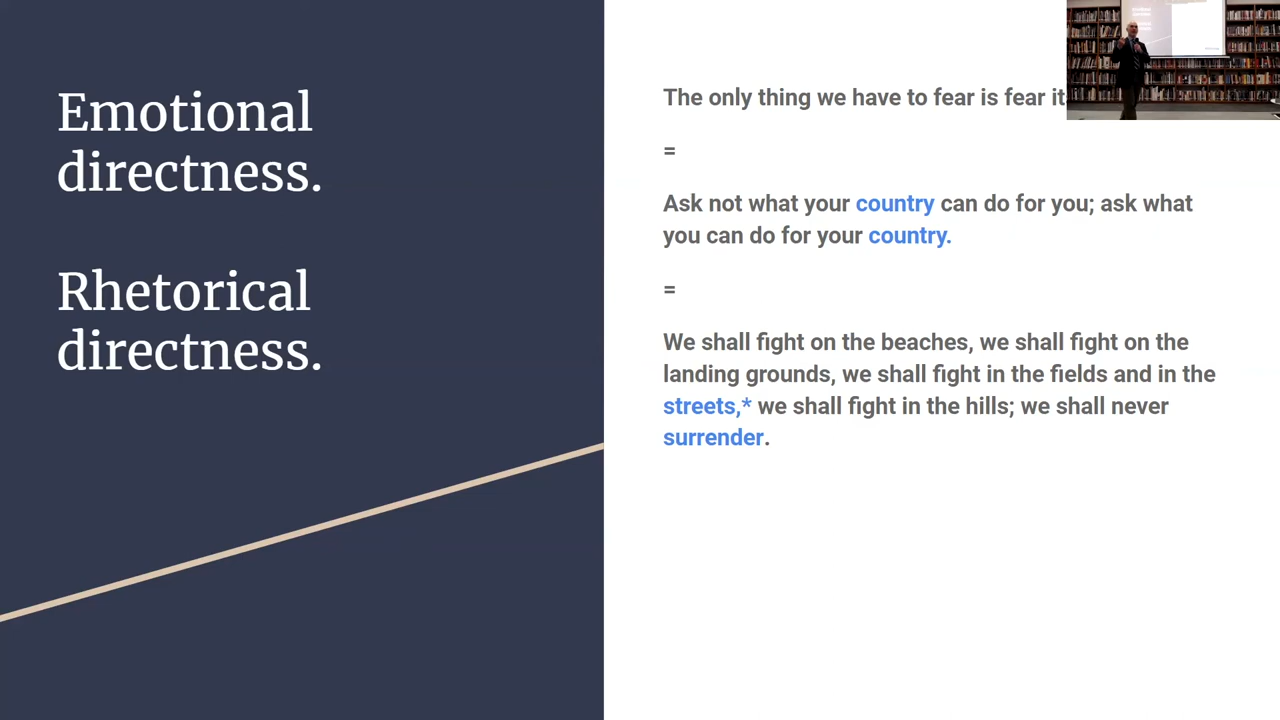 Emotional
directness.
Rhetorical
directness.
The only thing we have to fear is fear it
=
Ask not what your country can do for you; ask what
you can do for your country.
=
We shall fight on the beaches, we shall fight on the
landing grounds, we shall fight in the fields and in the
streets,* we shall fight in the hills; we shall never
surrender.